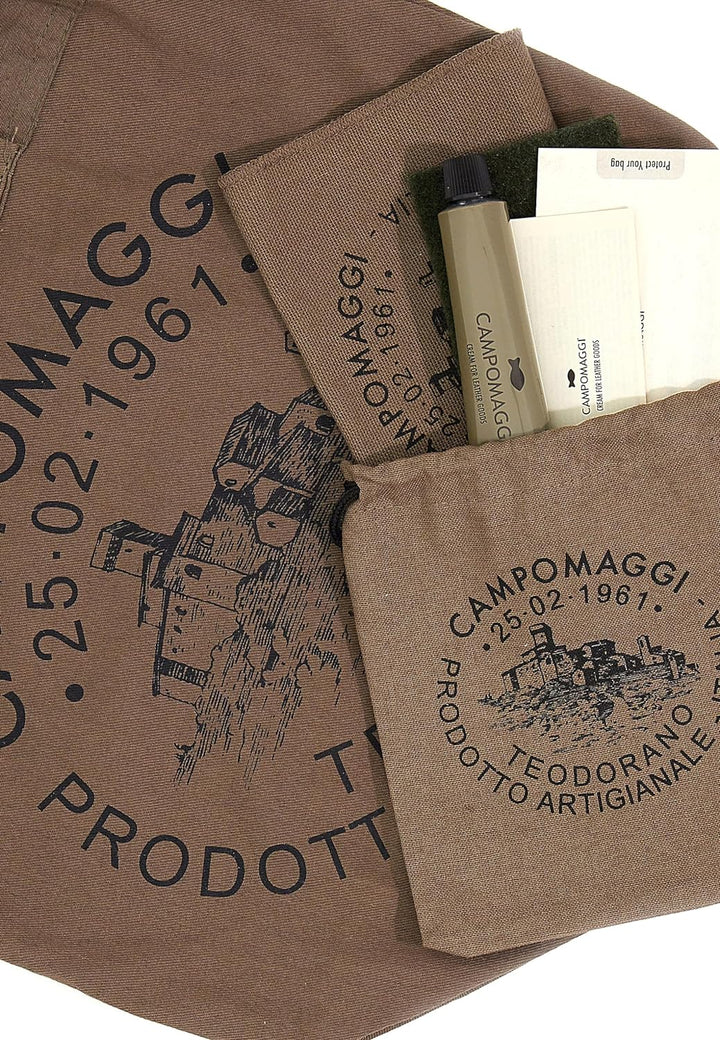 CAMPOMAGGI
25·02·1961
PRODOTT
CAMPOMAGGI
25·02·1961
CAMPOMAGGI
CREAM FOR LEATHER GOODS
CAMPOMAGGI
CREAM FOR LEATHER GOODS
Protect Your bag
CAMPOMAGGI
·25·02·1961·
TEODORANO
PRODOTTO ARTIGIANALE